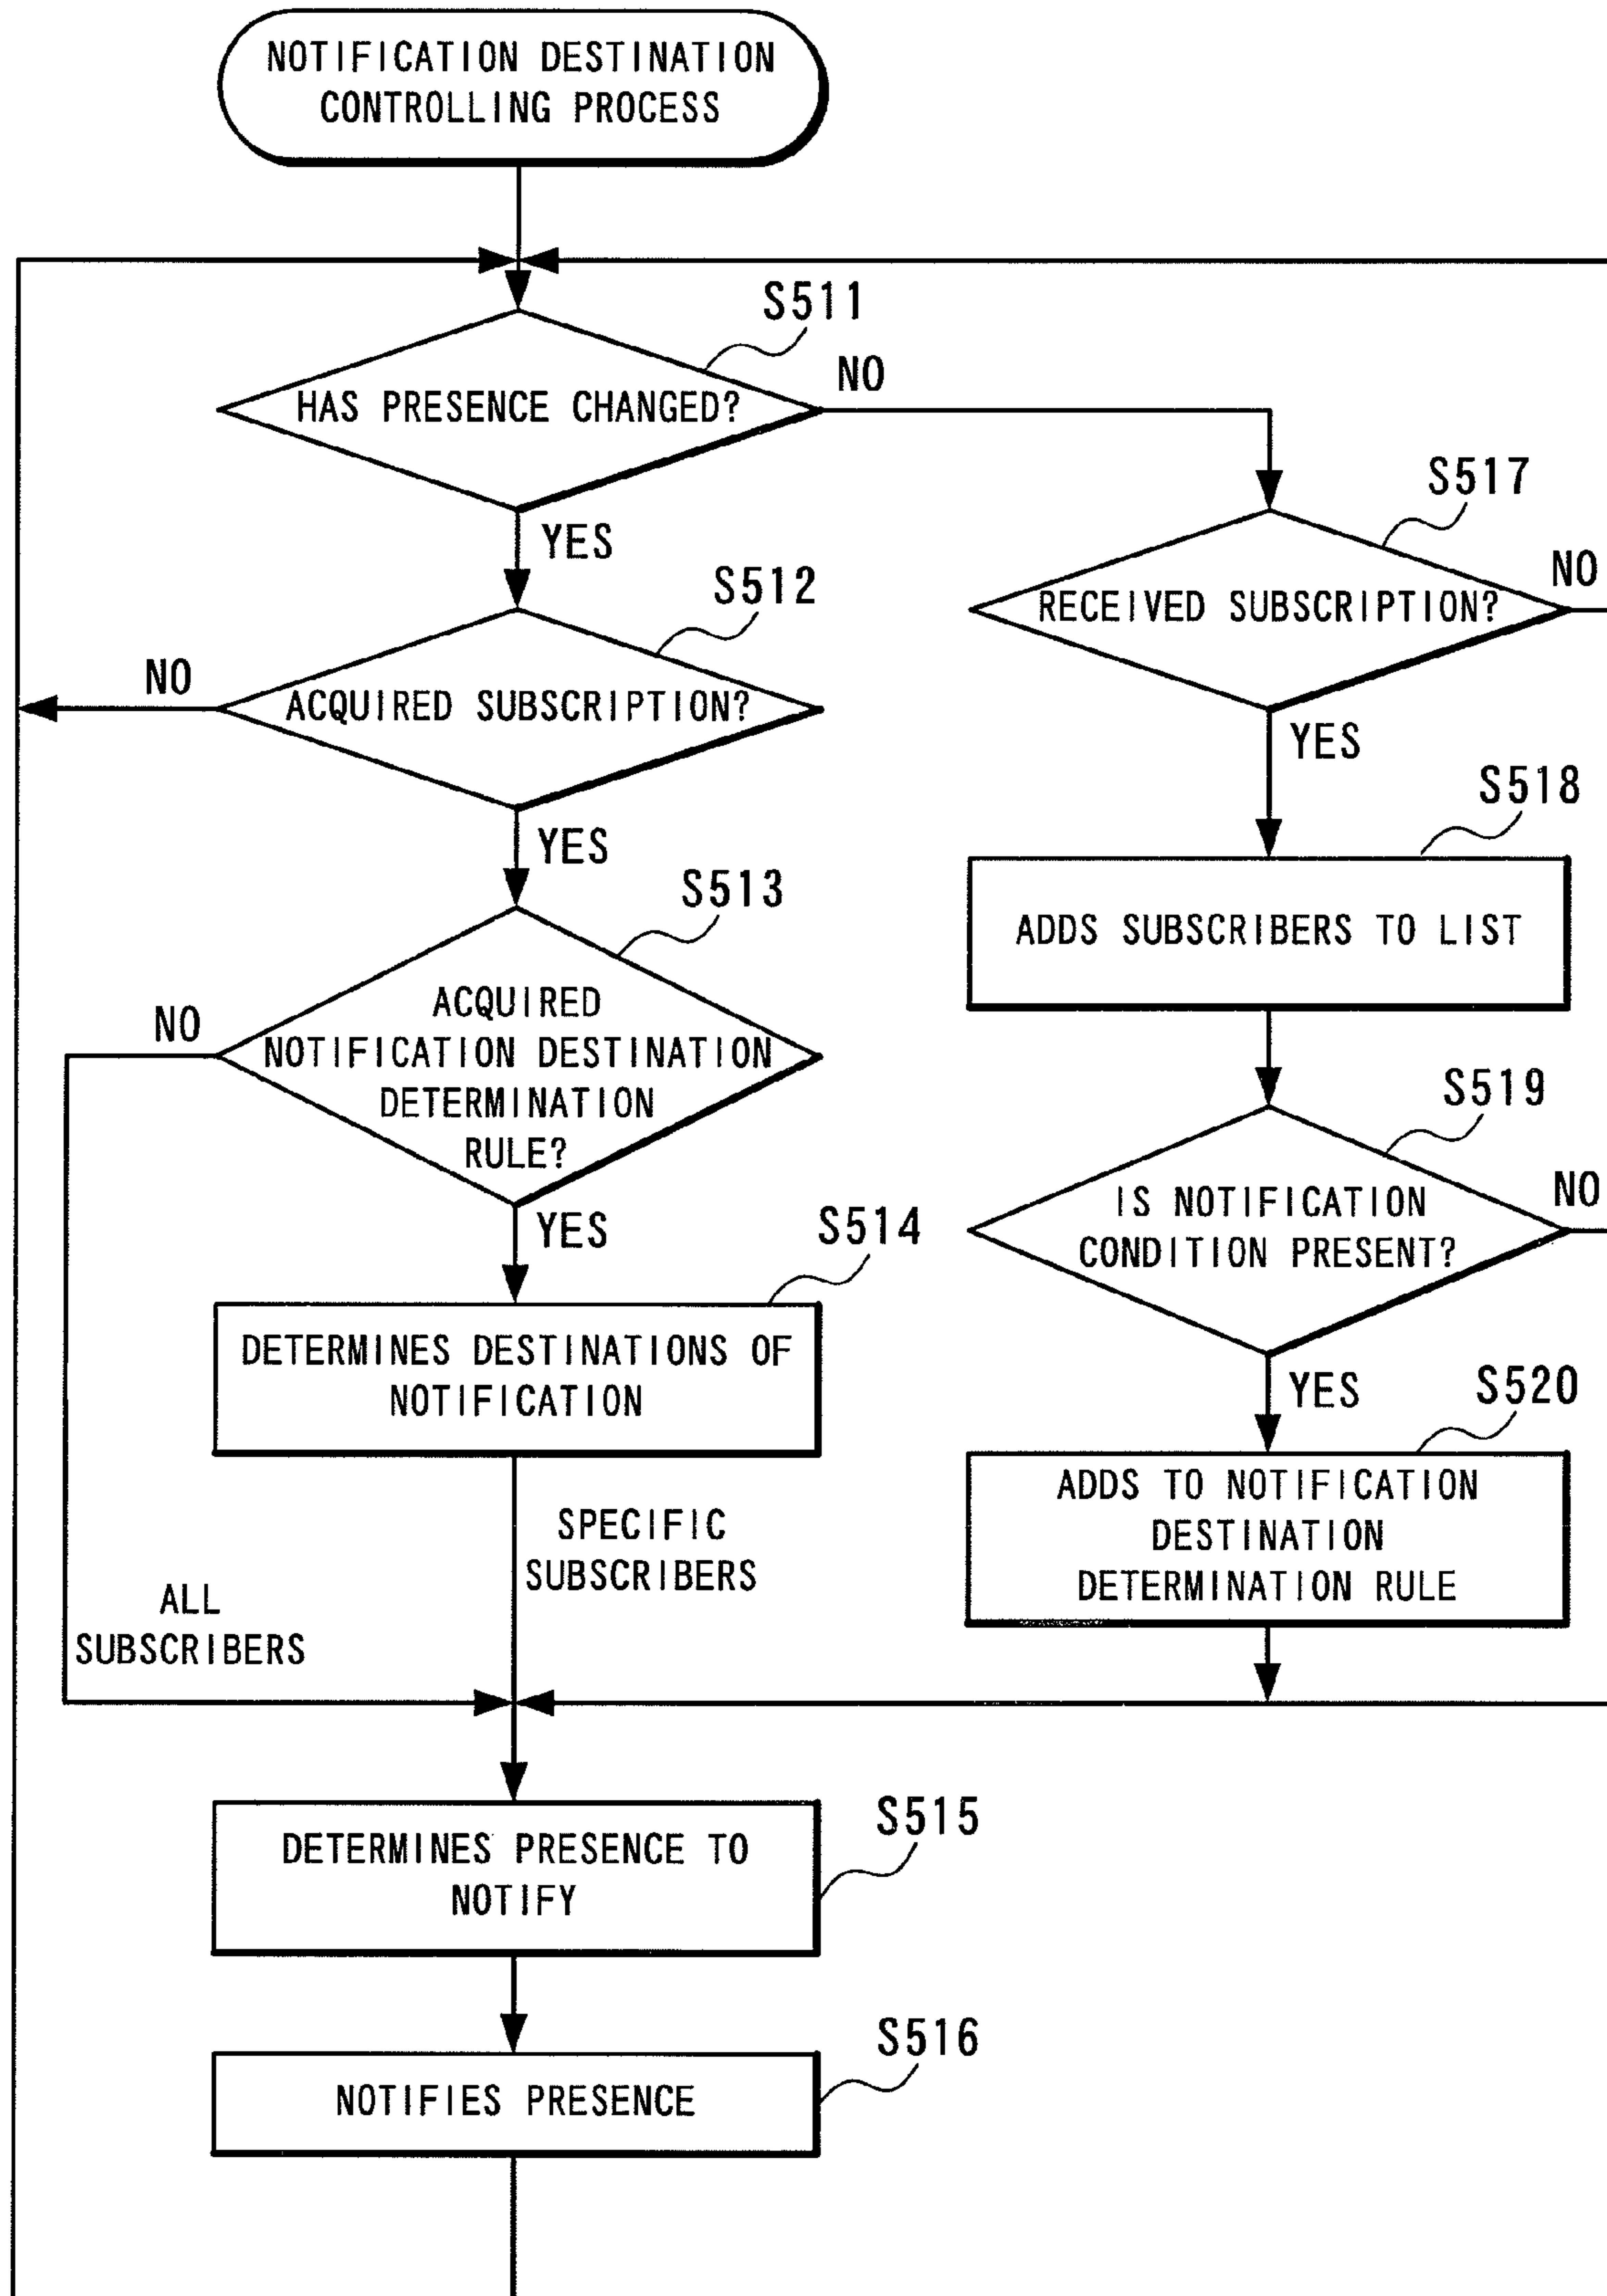 NOTIFICATION DESTINATION
CONTROLLING PROCESS
S511
HAS PRESENCE CHANGED?
NO
YES
S512
ACQUIRED SUBSCRIPTION?
NO
YES
S513
ACQUIRED
NOTIFICATION DESTINATION
DETERMINATION
RULE?
NO
YES
S514
DETERMINES DESTINATIONS OF
NOTIFICATION
SPECIFIC
SUBSCRIBERS
ALL
SUBSCRIBERS
S515
DETERMINES PRESENCE TO
NOTIFY
S516
NOTIFIES PRESENCE
S517
RECEIVED SUBSCRIPTION?
NO
YES
S518
ADDS SUBSCRIBERS TO LIST
S519
IS NOTIFICATION
CONDITION PRESENT?
NO
YES
S520
ADDS TO NOTIFICATION
DESTINATION
DETERMINATION RULE